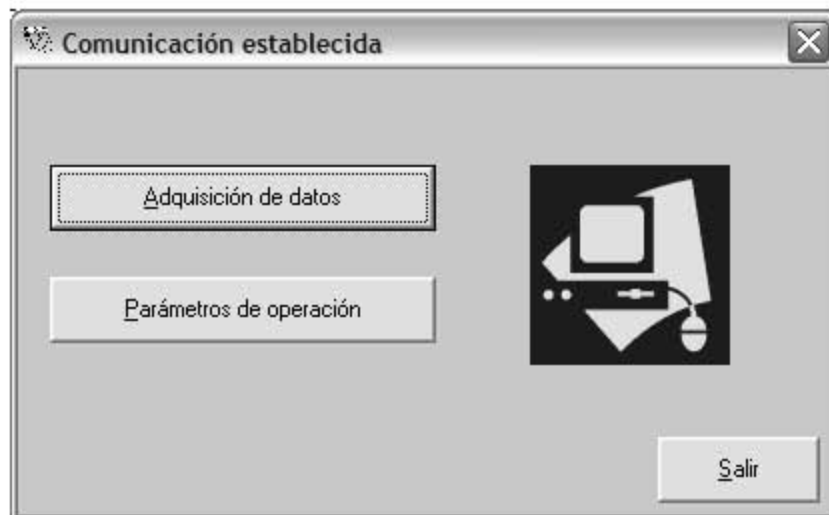 Comunicación establecida
Adquisición de datos
Parámetros de operación
Salir